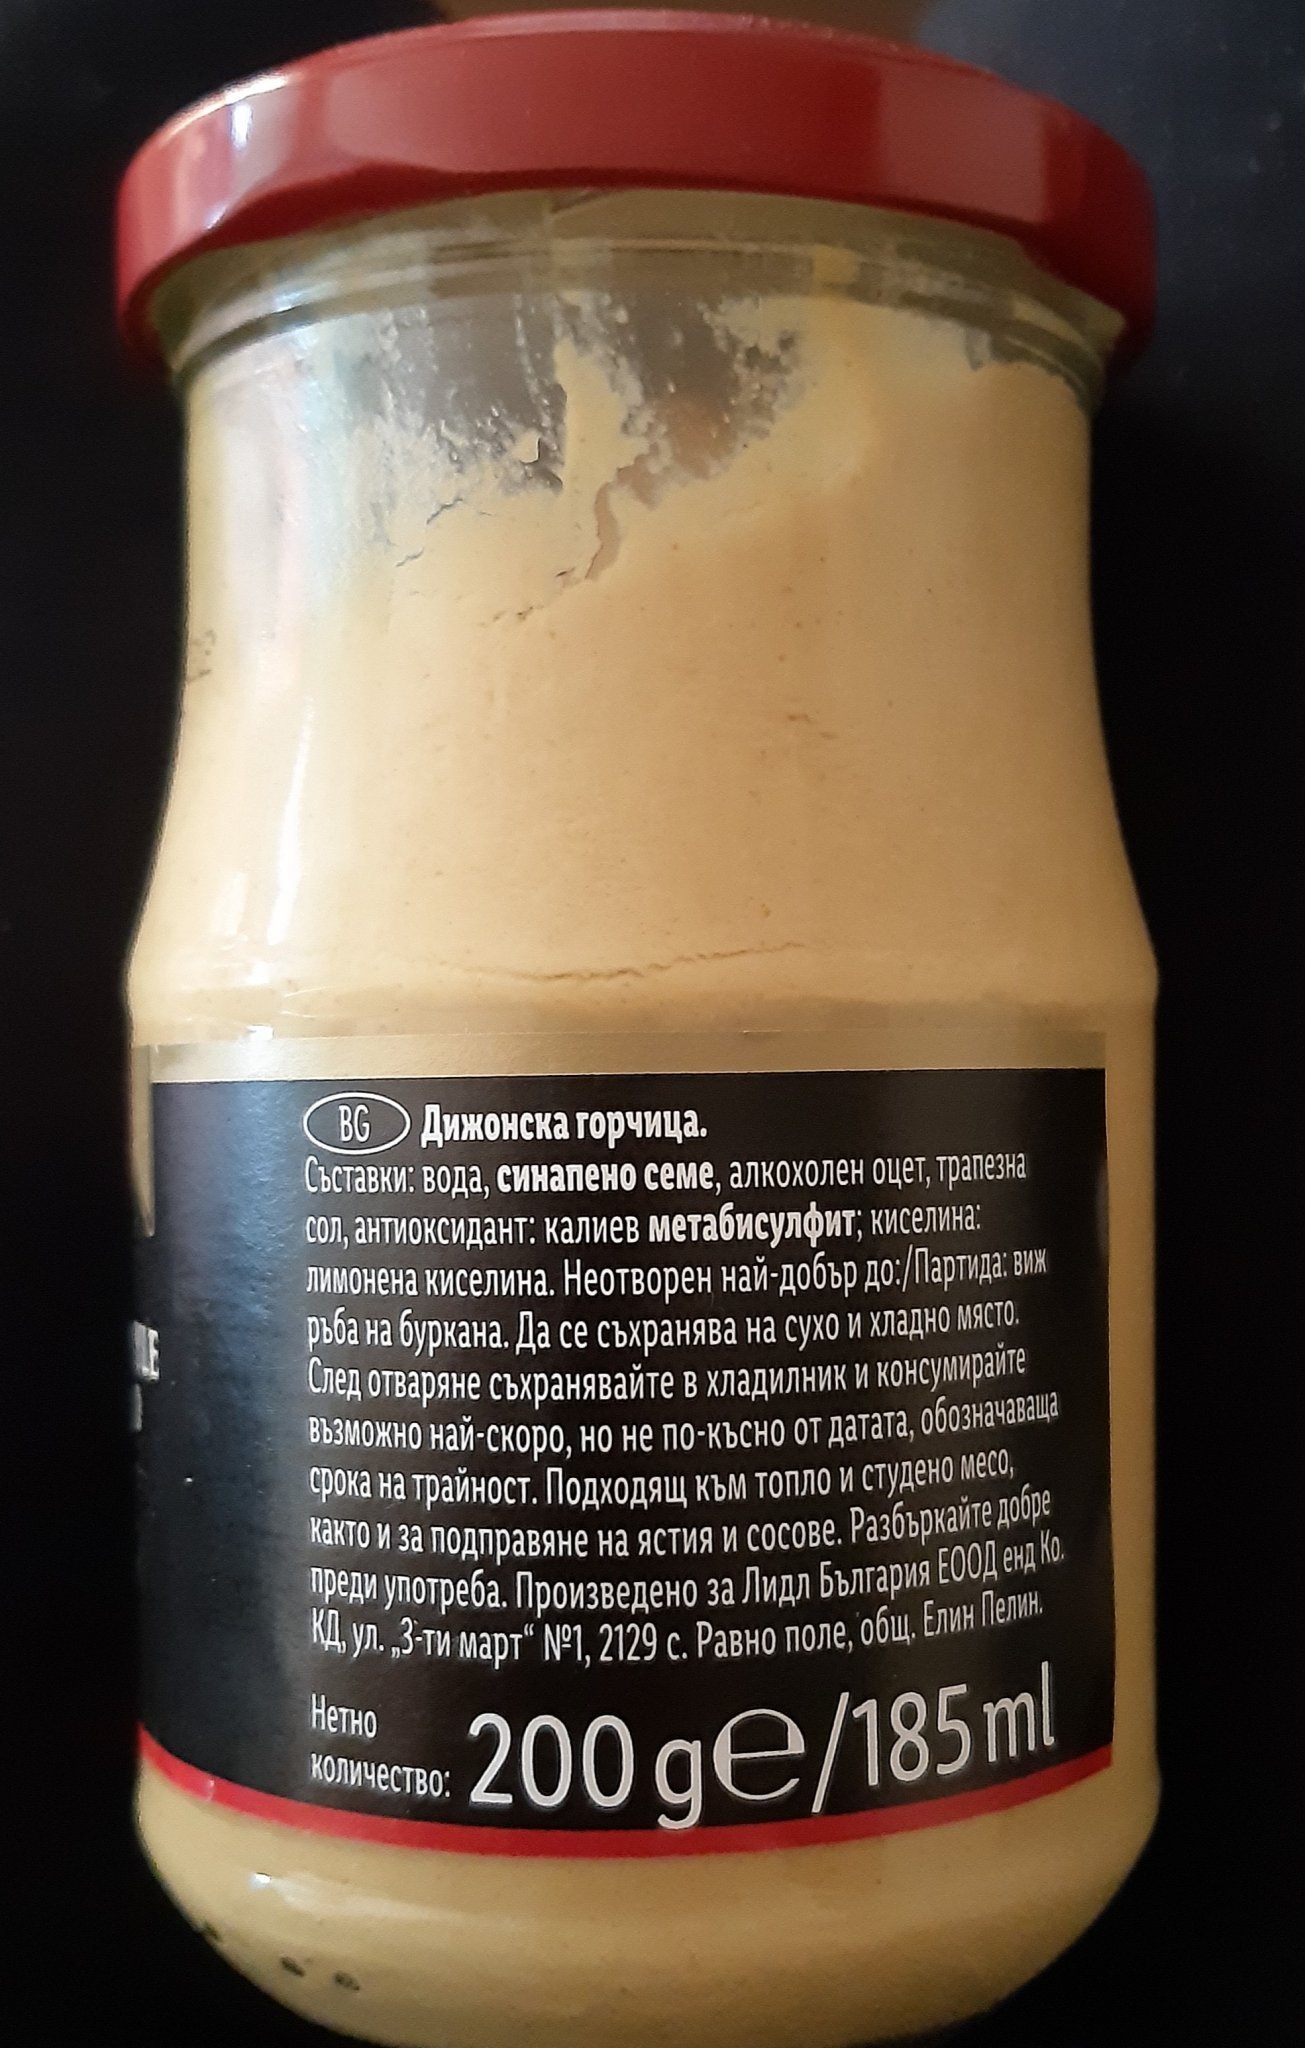 BG Дижонска горчица.
Съставки: вода, синапено семе, алкохолен оцет, трапезна
сол, антиоксидант: калиев метабисулфит; киселина:
лимонена киселина. Неотворен най-добър до:/Партида: виж
ръба на буркана. Да се съхранява на сухо и хладно място.
След отваряне съхранявайте в хладилник и консумирайте
възможно най-скоро, но не по-късно от датата, обозначаваща
срока на трайност. Подходящ към топло и студено месо,
както и за подправяне на ястия и сосове. Разбъркайте добре
преди употреба. Произведено за Лидл България ЕООД енд Ко.
КД, ул. „3-ти март“ №1, 2129 с. Равно поле, общ. Елин Пелин.
Нетно
количество: 200 g℮/185 ml